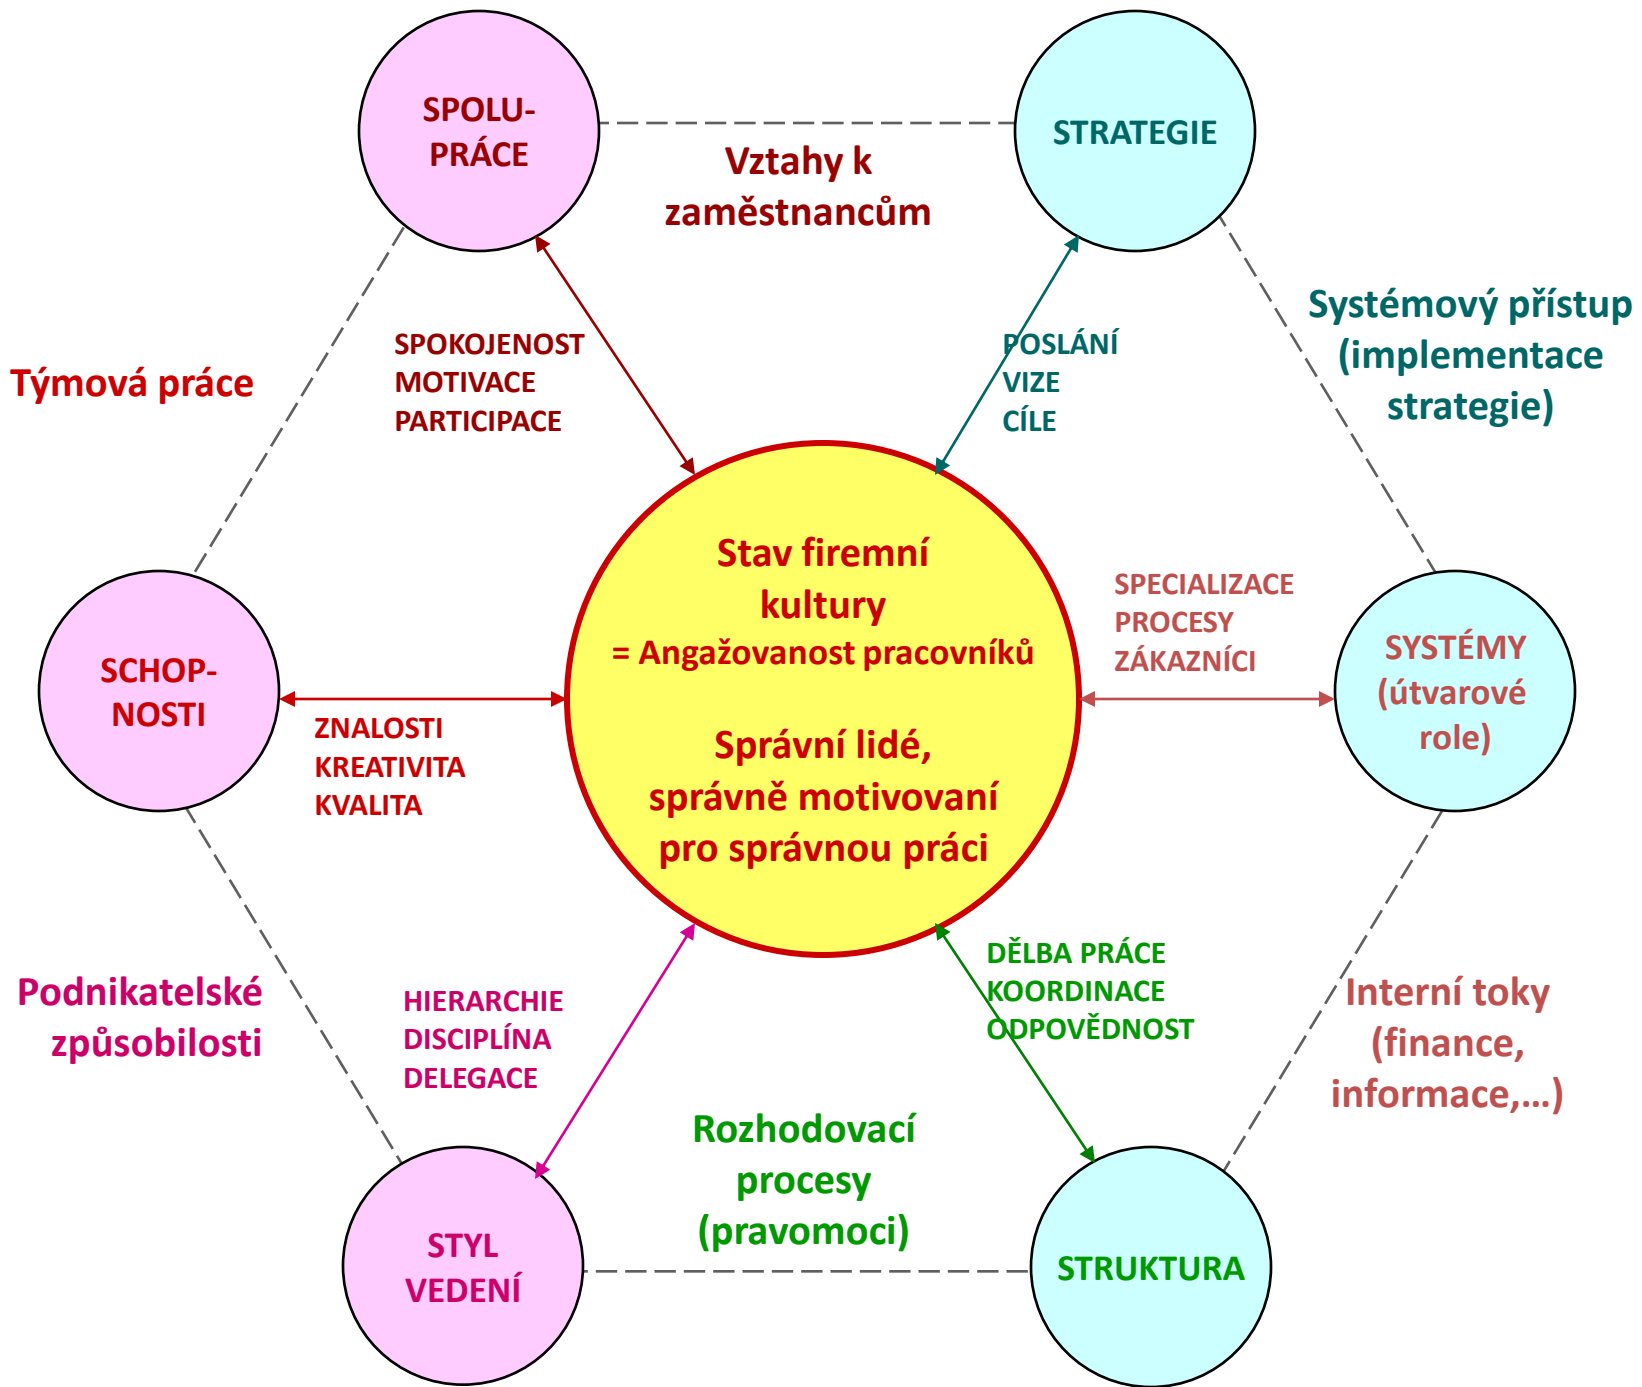 SPOLU-
PRÁCE
STRATEGIE
Vztahy k
zaměstnancům
Systémový přístup
(implementace
strategie)
Týmová práce
SPOKOJENOST
MOTIVACE
PARTICIPACE
POSLÁNÍ
VIZE
CÍLE
Stav firemní
kultury
= Angažovanost pracovníků
Správní lidé,
správně motivovaní
pro správnou práci
SPECIALIZACE
PROCESY
ZÁKAZNÍCI
SYSTÉMY
(útvarové
role)
SCHOP-
NOSTI
ZNALOSTI
KREATIVITA
KVALITA
Podnikatelské
způsobilosti
HIERARCHIE
DISCIPLÍNA
DELEGACE
DĚLBA PRÁCE
KOORDINACE
ODPOVĚDNOST
Interní toky
(finance,
informace,...)
Rozhodovací
procesy
(pravomoci)
STYL
VEDENÍ
STRUKTURA